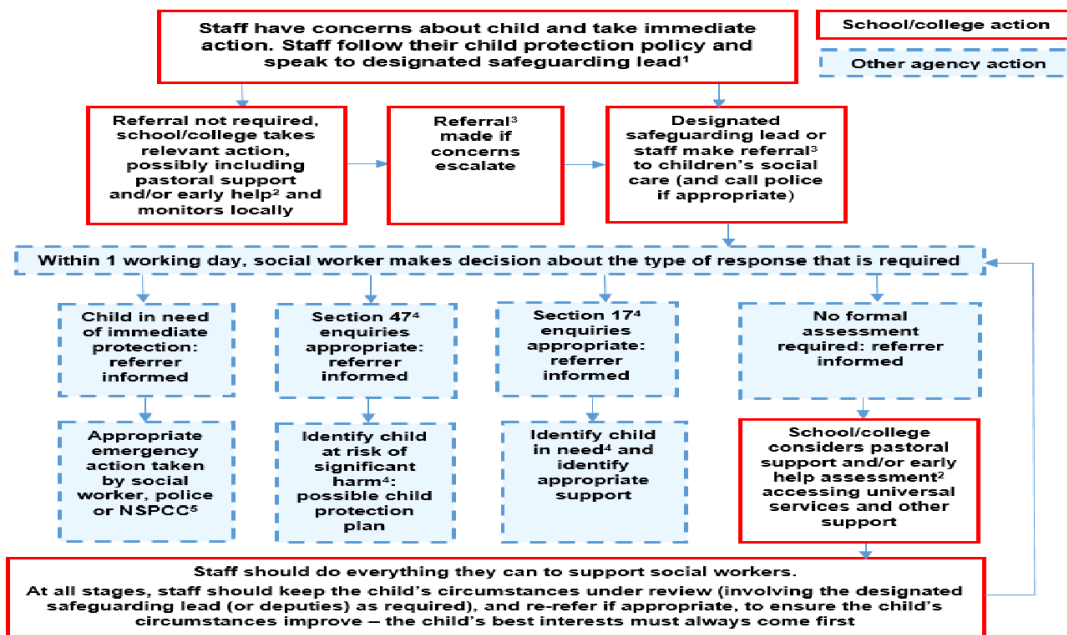 Staff have concerns about child and take immediate
action. Staff follow their child protection policy and
speak to designated safeguarding lead¹
School/college action
Other agency action
Referral not required,
school/college takes
relevant action,
possibly including
pastoral support
and/or early help² and
monitors locally
Referral³
made if
concerns
escalate
Designated
safeguarding lead or
staff make referral³
to children’s social
care (and call police
if appropriate)
Within 1 working day, social worker makes decision about the type of response that is required
Child in need
of immediate
protection:
referrer
informed
Section 47⁴
enquiries
appropriate:
referrer
informed
Section 17⁴
enquiries
appropriate:
referrer
informed
No formal
assessment
required: referrer
informed
Appropriate
emergency
action taken
by social
worker, police
or NSPCC⁵
Identify child
at risk of
significant
harm⁴:
possible child
protection
plan
Identify child
in need⁴ and
identify
appropriate
support
School/college
considers pastoral
support and/or early
help assessment²
accessing universal
services and other
support
Staff should do everything they can to support social workers.
At all stages, staff should keep the child’s circumstances under review (involving the designated
safeguarding lead (or deputies) as required), and re-refer if appropriate, to ensure the child’s
circumstances improve – the child’s best interests must always come first